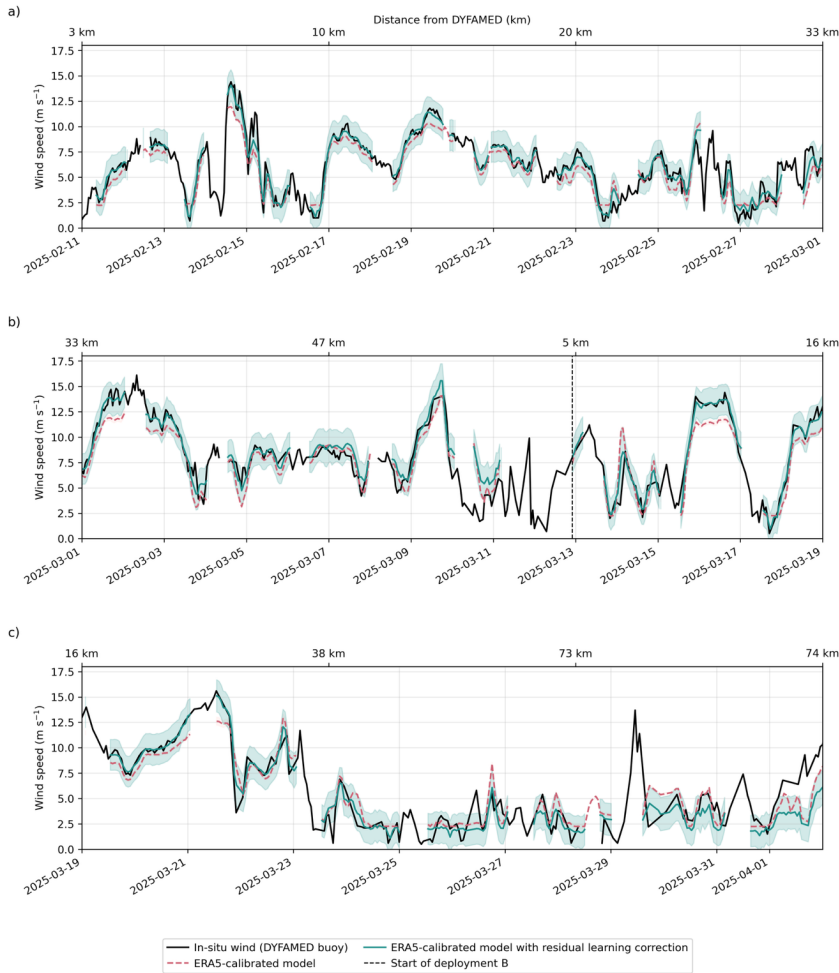 a)
Distance from DYFAMED (km)
3 km 10 km 20 km 33 km
Wind speed (m s⁻¹)
17.5
15.0
12.5
10.0
7.5
5.0
2.5
0.0
2025-02-11 2025-02-13 2025-02-15 2025-02-17 2025-02-19 2025-02-21 2025-02-23 2025-02-25 2025-02-27 2025-03-01
b)
33 km 47 km 5 km 16 km
Wind speed (m s⁻¹)
17.5
15.0
12.5
10.0
7.5
5.0
2.5
0.0
2025-03-01 2025-03-03 2025-03-05 2025-03-07 2025-03-09 2025-03-11 2025-03-13 2025-03-15 2025-03-17 2025-03-19
c)
16 km 38 km 73 km 74 km
Wind speed (m s⁻¹)
17.5
15.0
12.5
10.0
7.5
5.0
2.5
0.0
2025-03-19 2025-03-21 2025-03-23 2025-03-25 2025-03-27 2025-03-29 2025-03-31 2025-04-01
In-situ wind (DYFAMED buoy) ERA5-calibrated model with residual learning correction
ERA5-calibrated model Start of deployment B